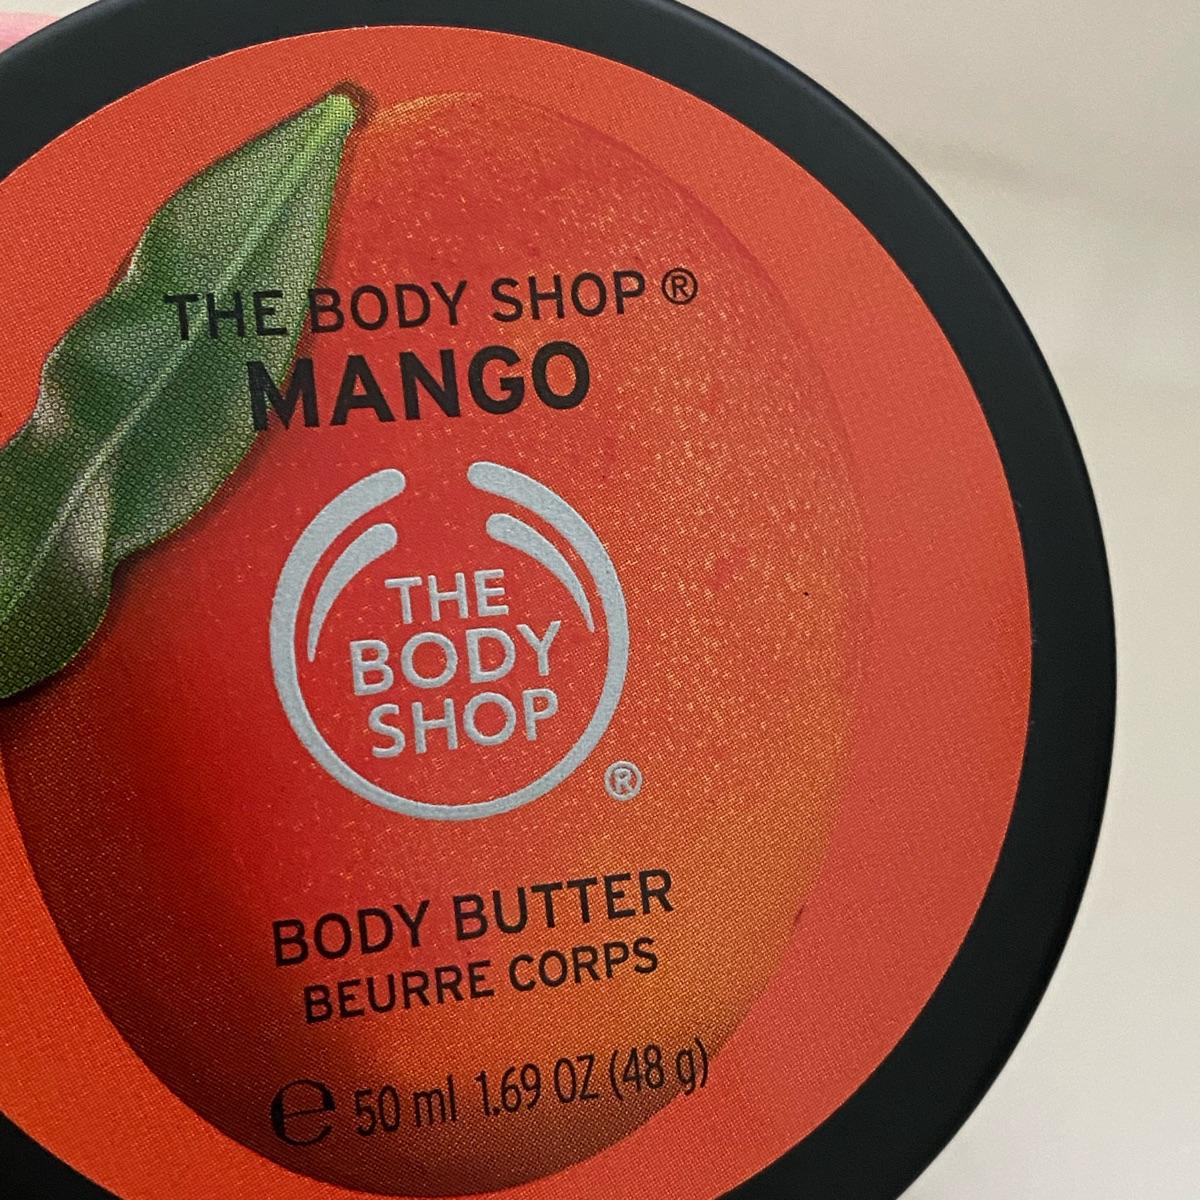 THE BODY SHOP®
MANGO
THE
BODY
SHOP
®
BODY BUTTER
BEURRE CORPS
℮ 50 ml 1.69 OZ (48 g)